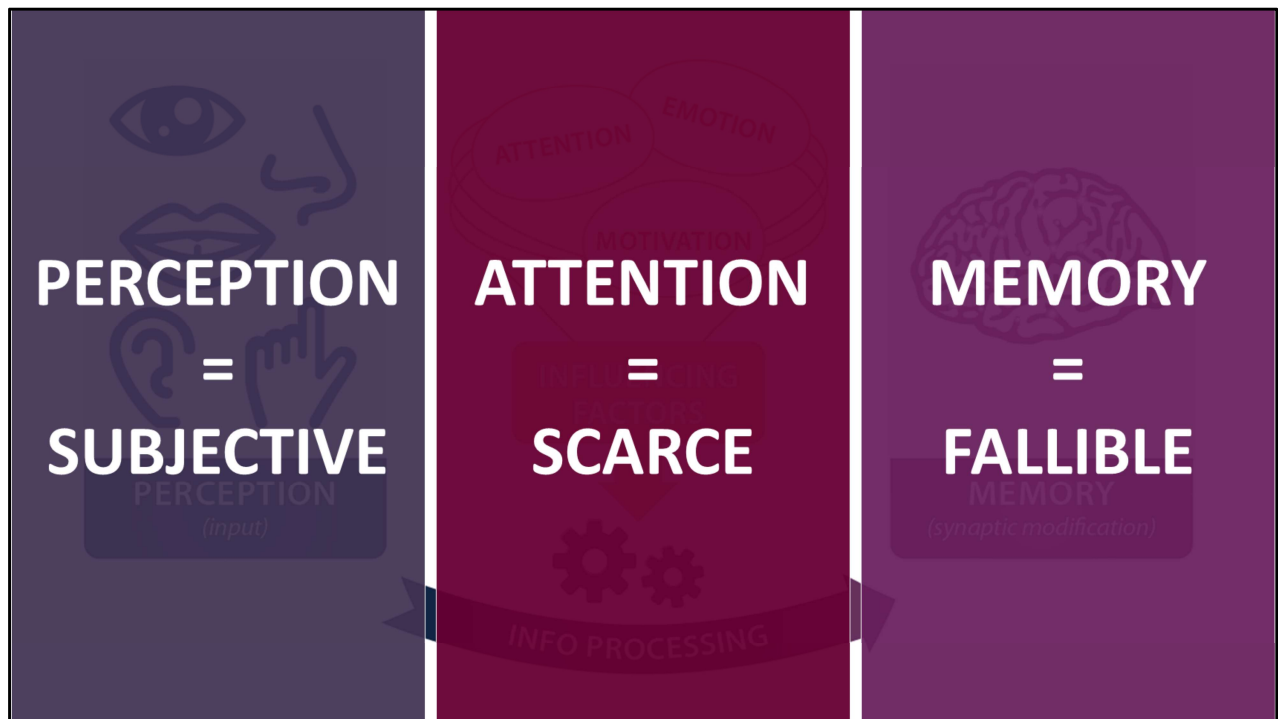 PERCEPTION
=
SUBJECTIVE
PERCEPTION
(input)
ATTENTION
EMOTION
MOTIVATION
ATTENTION
=
INFLUENCING
FACTORS
SCARCE
INFO PROCESSING
MEMORY
=
FALLIBLE
MEMORY
(synaptic modification)